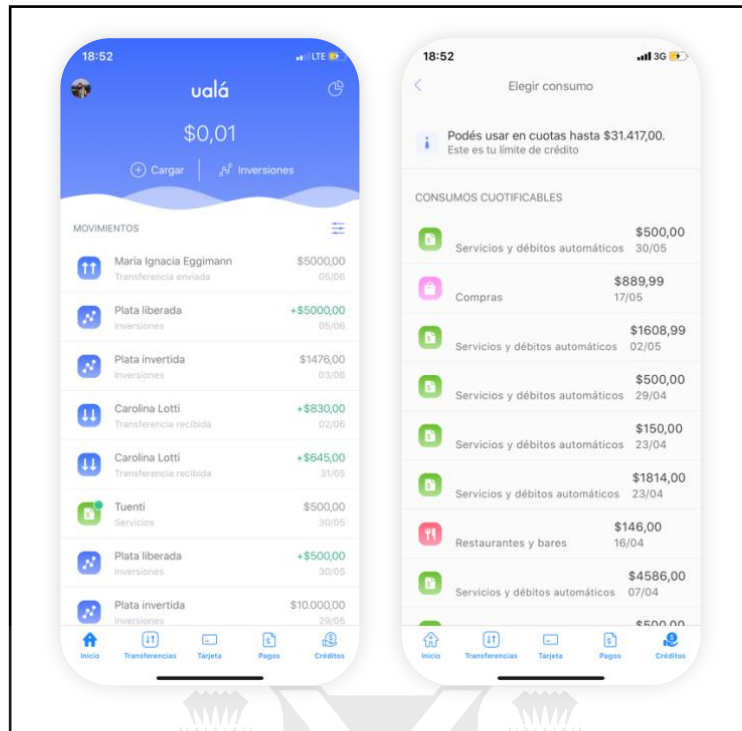 18:52
LTE
ualá
$0,01
Cargar
Inversiones
MOVIMIENTOS
Maria Ignacia Eggimann $5000,00
Transferencia enviada 05/06
Plata liberada +$5000,00
Inversiones 05/06
Plata invertida $1476,00
Inversiones 03/06
Carolina Lotti +$830,00
Transferencia recibida 02/06
Carolina Lotti +$645,00
Transferencia recibida 31/05
Tuenti $500,00
Servicios 30/05
Plata liberada +$500,00
Inversiones 30/05
Plata invertida $10.000,00
Inversiones 29/05
Inicio Transferencias Tarjeta Pagos Créditos
18:52
3G
Elegir consumo
Podés usar en cuotas hasta $31.417,00.
Este es tu límite de crédito
CONSUMOS CUOTIFICABLES
$500,00
Servicios y débitos automáticos 30/05
$889,99
Compras 17/05
$1608,99
Servicios y débitos automáticos 02/05
$500,00
Servicios y débitos automáticos 29/04
$150,00
Servicios y débitos automáticos 23/04
$1814,00
Servicios y débitos automáticos 23/04
$146,00
Restaurantes y bares 16/04
$4586,00
Servicios y débitos automáticos 07/04
$500,00
Inicio Transferencias Tarjeta Pagos Créditos